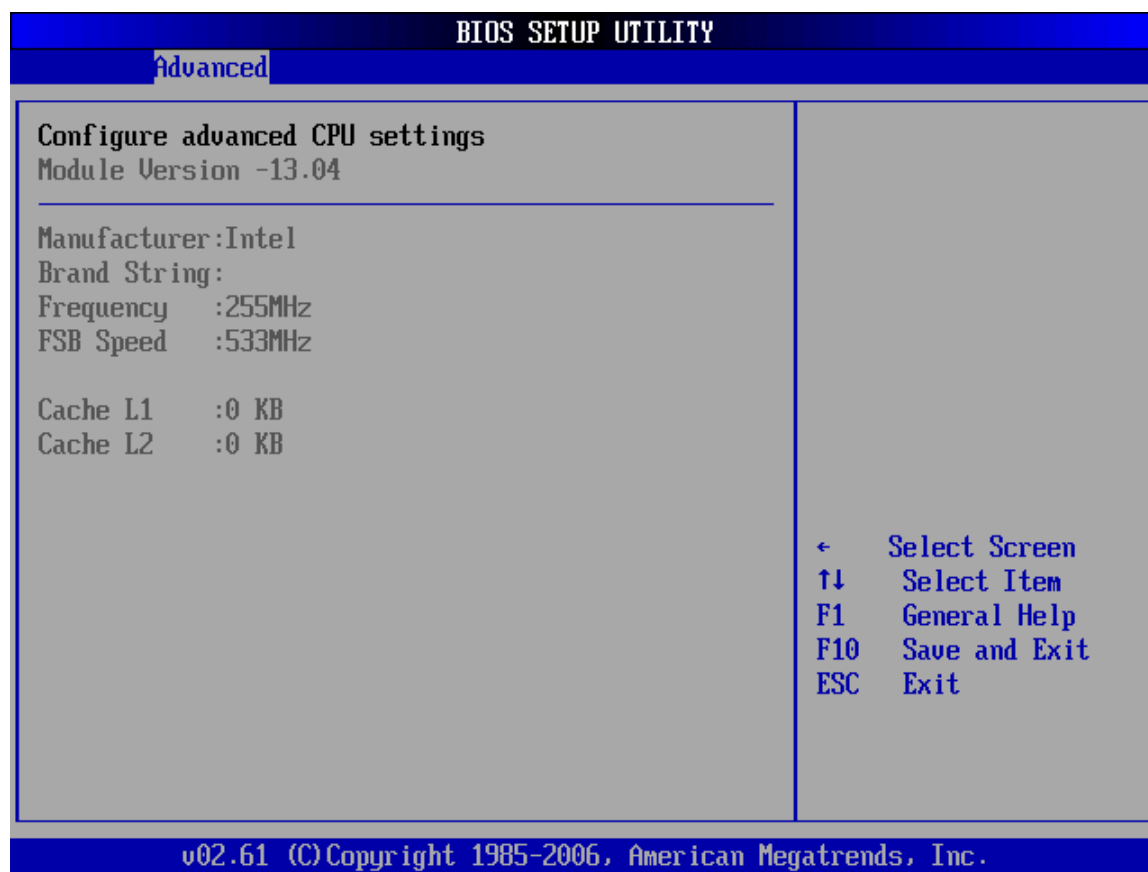 BIOS SETUP UTILITY
Advanced
Configure advanced CPU settings
Module Version -13.04
Manufacturer:Intel
Brand String:
Frequency :255MHz
FSB Speed :533MHz
Cache L1 :0 KB
Cache L2 :0 KB
← Select Screen
↑↓ Select Item
F1 General Help
F10 Save and Exit
ESC Exit
v02.61 (C)Copyright 1985-2006, American Megatrends, Inc.